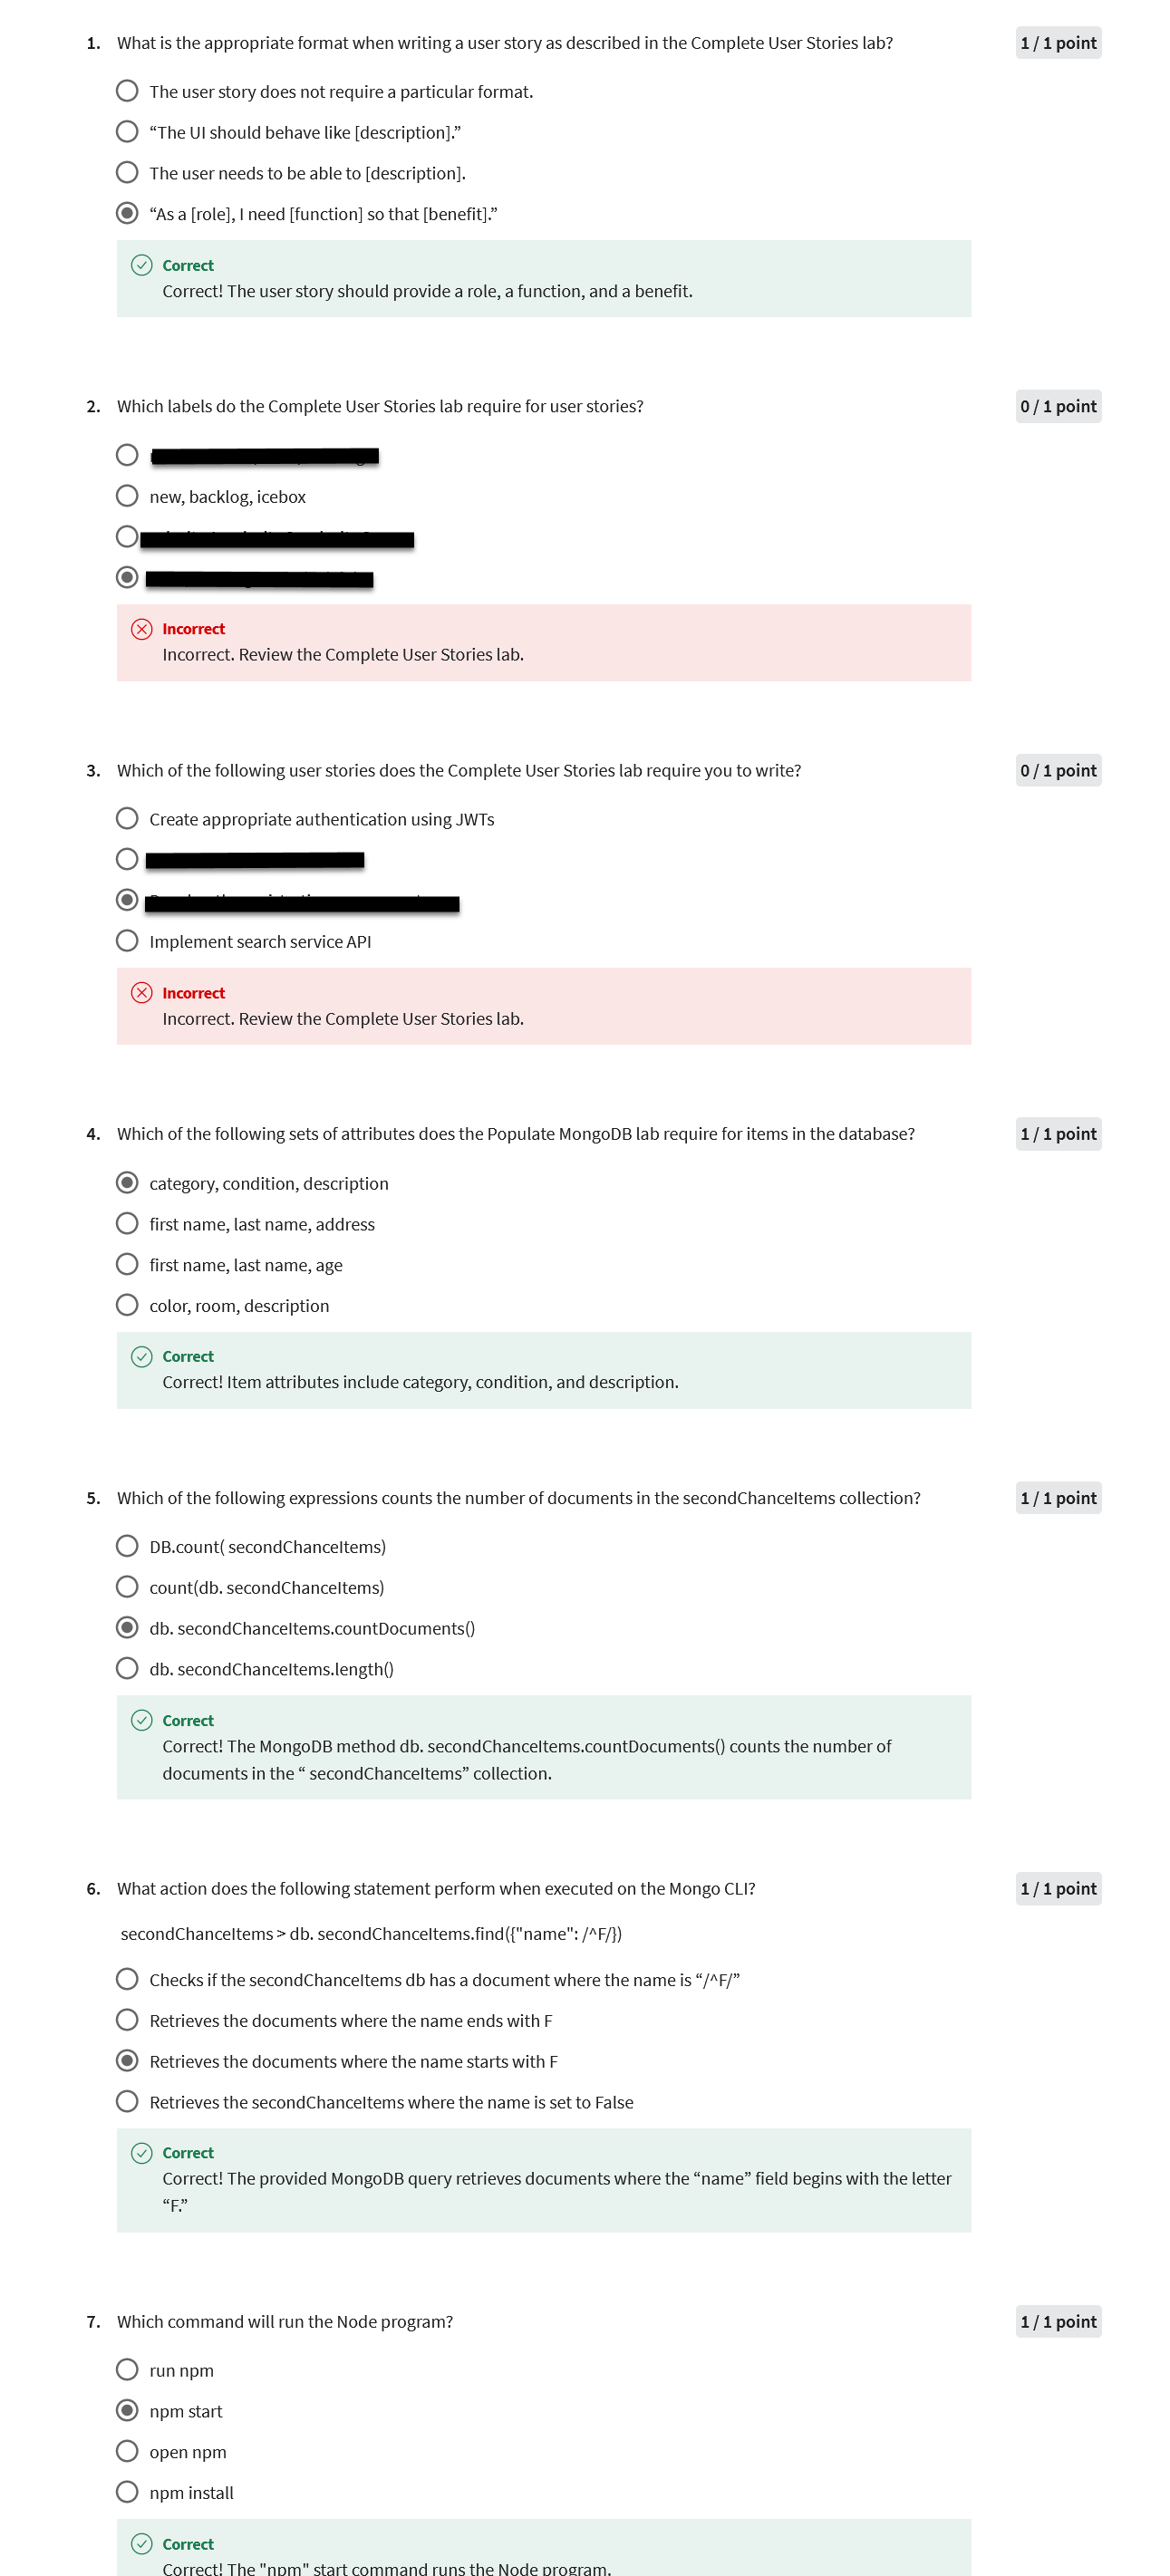 1. What is the appropriate format when writing a user story as described in the Complete User Stories lab? 1 / 1 point
The user story does not require a particular format.
“The UI should behave like [description].”
The user needs to be able to [description].
“As a [role], I need [function] so that [benefit].”
Correct
Correct! The user story should provide a role, a function, and a benefit.
2. Which labels do the Complete User Stories lab require for user stories? 0 / 1 point
new, backlog, icebox
Incorrect
Incorrect. Review the Complete User Stories lab.
3. Which of the following user stories does the Complete User Stories lab require you to write? 0 / 1 point
Create appropriate authentication using JWTs
Implement search service API
Incorrect
Incorrect. Review the Complete User Stories lab.
4. Which of the following sets of attributes does the Populate MongoDB lab require for items in the database? 1 / 1 point
category, condition, description
first name, last name, address
first name, last name, age
color, room, description
Correct
Correct! Item attributes include category, condition, and description.
5. Which of the following expressions counts the number of documents in the secondChanceItems collection? 1 / 1 point
DB.count( secondChanceItems)
count(db. secondChanceItems)
db. secondChanceItems.countDocuments()
db. secondChanceItems.length()
Correct
Correct! The MongoDB method db. secondChanceItems.countDocuments() counts the number of
documents in the “ secondChanceItems” collection.
6. What action does the following statement perform when executed on the Mongo CLI? 1 / 1 point
secondChanceItems > db. secondChanceItems.find({"name": /^F/})
Checks if the secondChanceItems db has a document where the name is “/^F/”
Retrieves the documents where the name ends with F
Retrieves the documents where the name starts with F
Retrieves the secondChanceItems where the name is set to False
Correct
Correct! The provided MongoDB query retrieves documents where the “name” field begins with the letter
“F.”
7. Which command will run the Node program? 1 / 1 point
run npm
npm start
open npm
npm install
Correct
Correct! The "npm" start command runs the Node program.